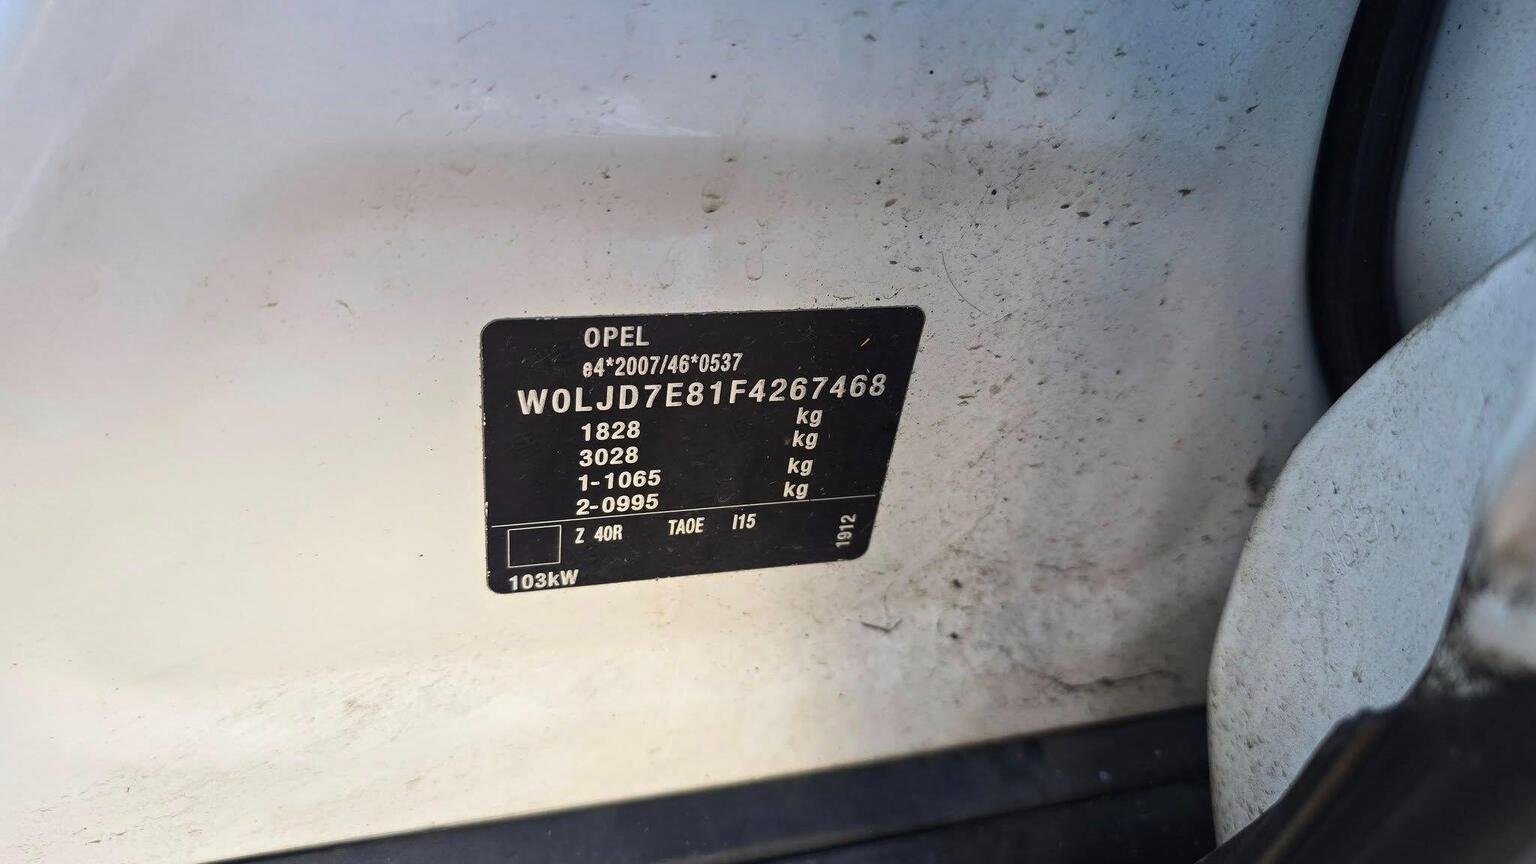 OPEL
e4*2007/46*0537
W0LJD7E81F4267468
1828 kg
3028 kg
1-1065 kg
2-0995 kg
Z 40R TA0E I15
1912
103kW